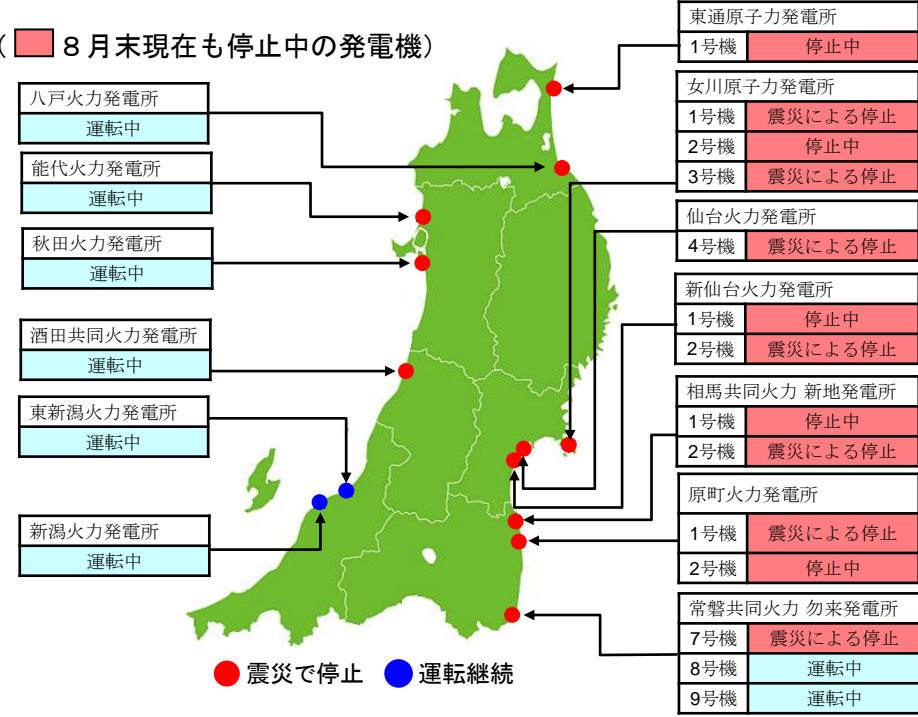 （ 8月末現在も停止中の発電機）
八戸火力発電所
運転中
能代火力発電所
運転中
秋田火力発電所
運転中
酒田共同火力発電所
運転中
東新潟火力発電所
運転中
新潟火力発電所
運転中
東通原子力発電所
1号機 停止中
女川原子力発電所
1号機 震災による停止
2号機 停止中
3号機 震災による停止
仙台火力発電所
4号機 震災による停止
新仙台火力発電所
1号機 停止中
2号機 震災による停止
相馬共同火力 新地発電所
1号機 停止中
2号機 震災による停止
原町火力発電所
1号機 震災による停止
2号機 停止中
常磐共同火力 勿来発電所
7号機 震災による停止
8号機 運転中
9号機 運転中
震災で停止 運転継続